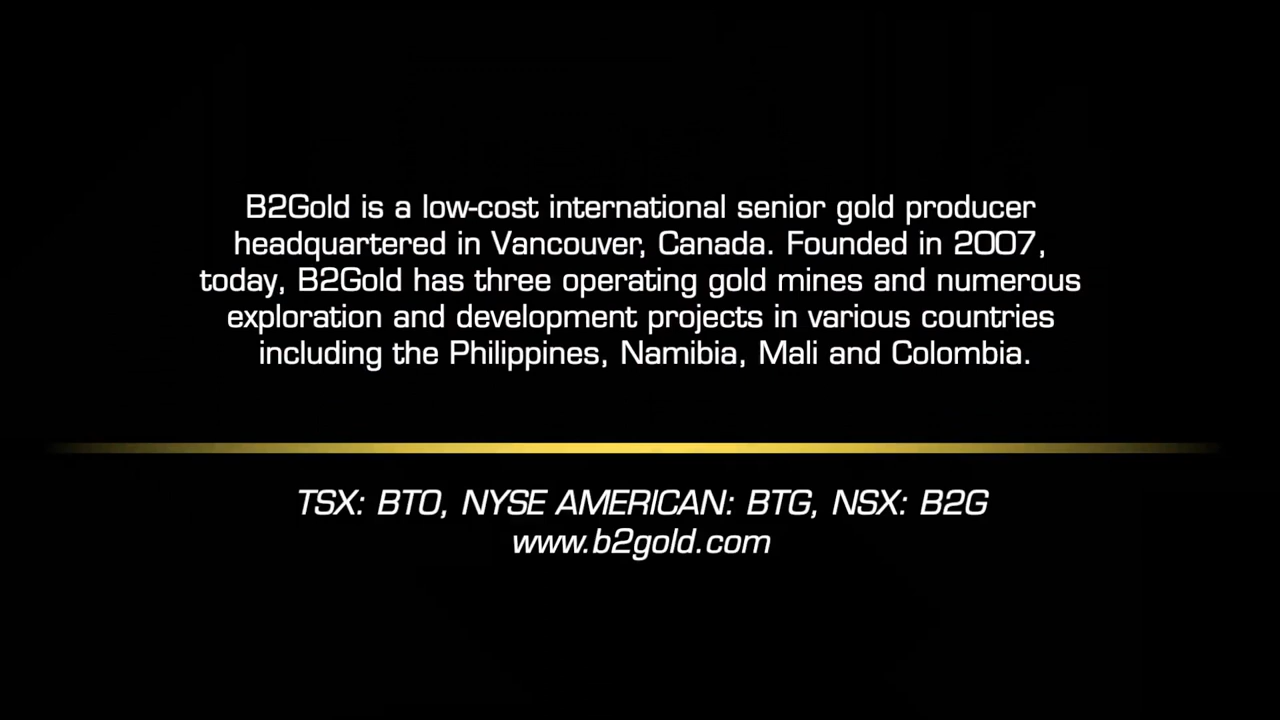 B2Gold is a low-cost international senior gold producer
headquartered in Vancouver, Canada. Founded in 2007,
today, B2Gold has three operating gold mines and numerous
exploration and development projects in various countries
including the Philippines, Namibia, Mali and Colombia.
TSX: BTO, NYSE AMERICAN: BTG, NSX: B2G
www.b2gold.com